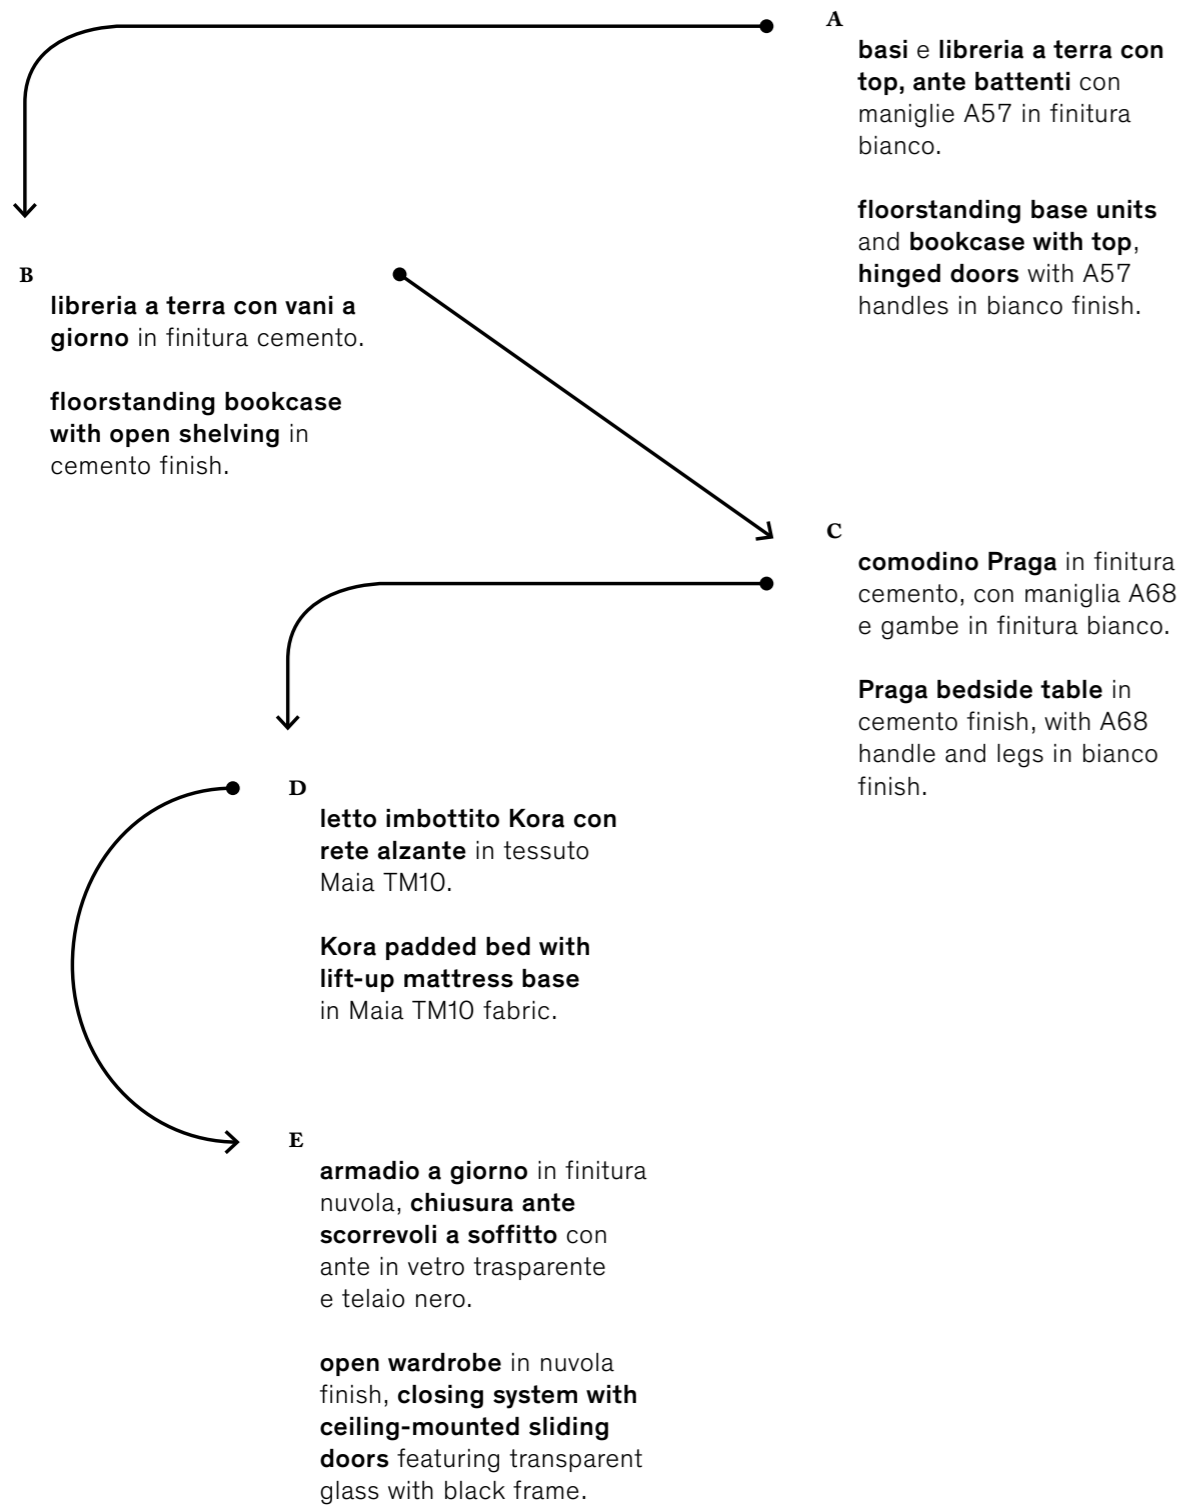 A
basi e libreria a terra con
top, ante battenti con
maniglie A57 in finitura
bianco.
floorstanding base units
and bookcase with top,
hinged doors with A57
handles in bianco finish.
B
libreria a terra con vani a
giorno in finitura cemento.
floorstanding bookcase
with open shelving in
cemento finish.
C
comodino Praga in finitura
cemento, con maniglia A68
e gambe in finitura bianco.
Praga bedside table in
cemento finish, with A68
handle and legs in bianco
finish.
D
letto imbottito Kora con
rete alzante in tessuto
Maia TM10.
Kora padded bed with
lift-up mattress base
in Maia TM10 fabric.
E
armadio a giorno in finitura
nuvola, chiusura ante
scorrevoli a soffitto con
ante in vetro trasparente
e telaio nero.
open wardrobe in nuvola
finish, closing system with
ceiling-mounted sliding
doors featuring transparent
glass with black frame.